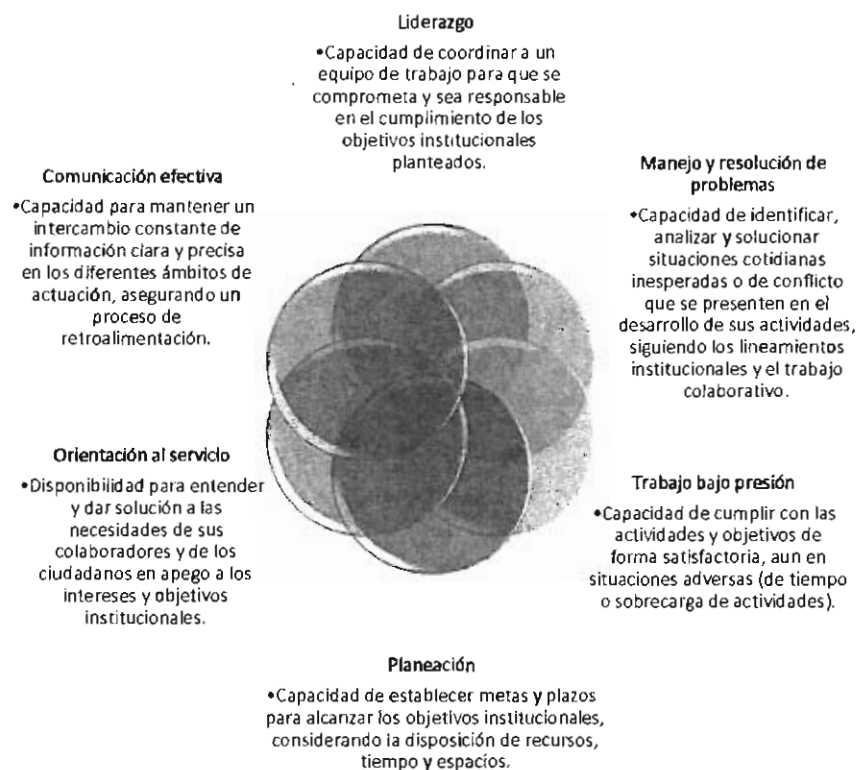 Liderazgo
•Capacidad de coordinar a un
equipo de trabajo para que se
comprometa y sea responsable
en el cumplimiento de los
objetivos institucionales
planteados.
Manejo y resolución de
problemas
•Capacidad de identificar,
analizar y solucionar
situaciones cotidianas
inesperadas o de conflicto
que se presenten en el
desarrollo de sus actividades,
siguiendo los lineamientos
institucionales y el trabajo
colaborativo.
Trabajo bajo presión
•Capacidad de cumplir con las
actividades y objetivos de
forma satisfactoria, aun en
situaciones adversas (de tiempo
o sobrecarga de actividades).
Planeación
•Capacidad de establecer metas y plazos
para alcanzar los objetivos institucionales,
considerando la disposición de recursos,
tiempo y espacios.
Orientación al servicio
•Disponibilidad para entender
y dar solución a las
necesidades de sus
colaboradores y de los
ciudadanos en apego a los
intereses y objetivos
institucionales.
Comunicación efectiva
•Capacidad para mantener un
intercambio constante de
información clara y precisa
en los diferentes ámbitos de
actuación, asegurando un
proceso de
retroalimentación.